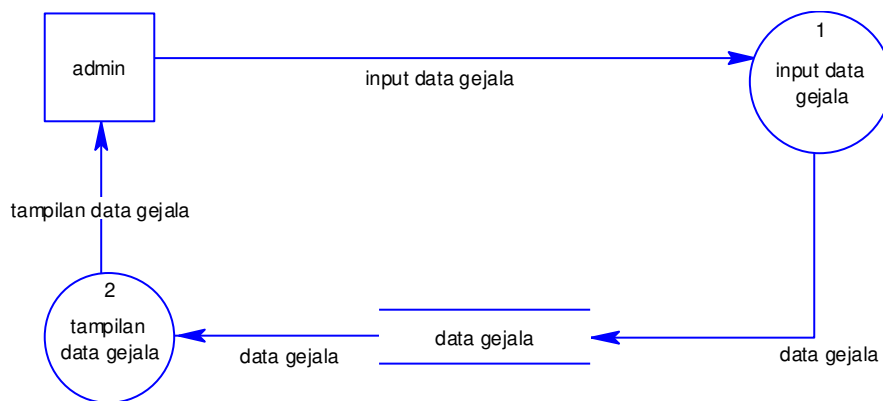 1
admin
input data
gejala
input data gejala
tampilan data gejala
2
tampilan
data gejala
data gejala
data gejala
data gejala